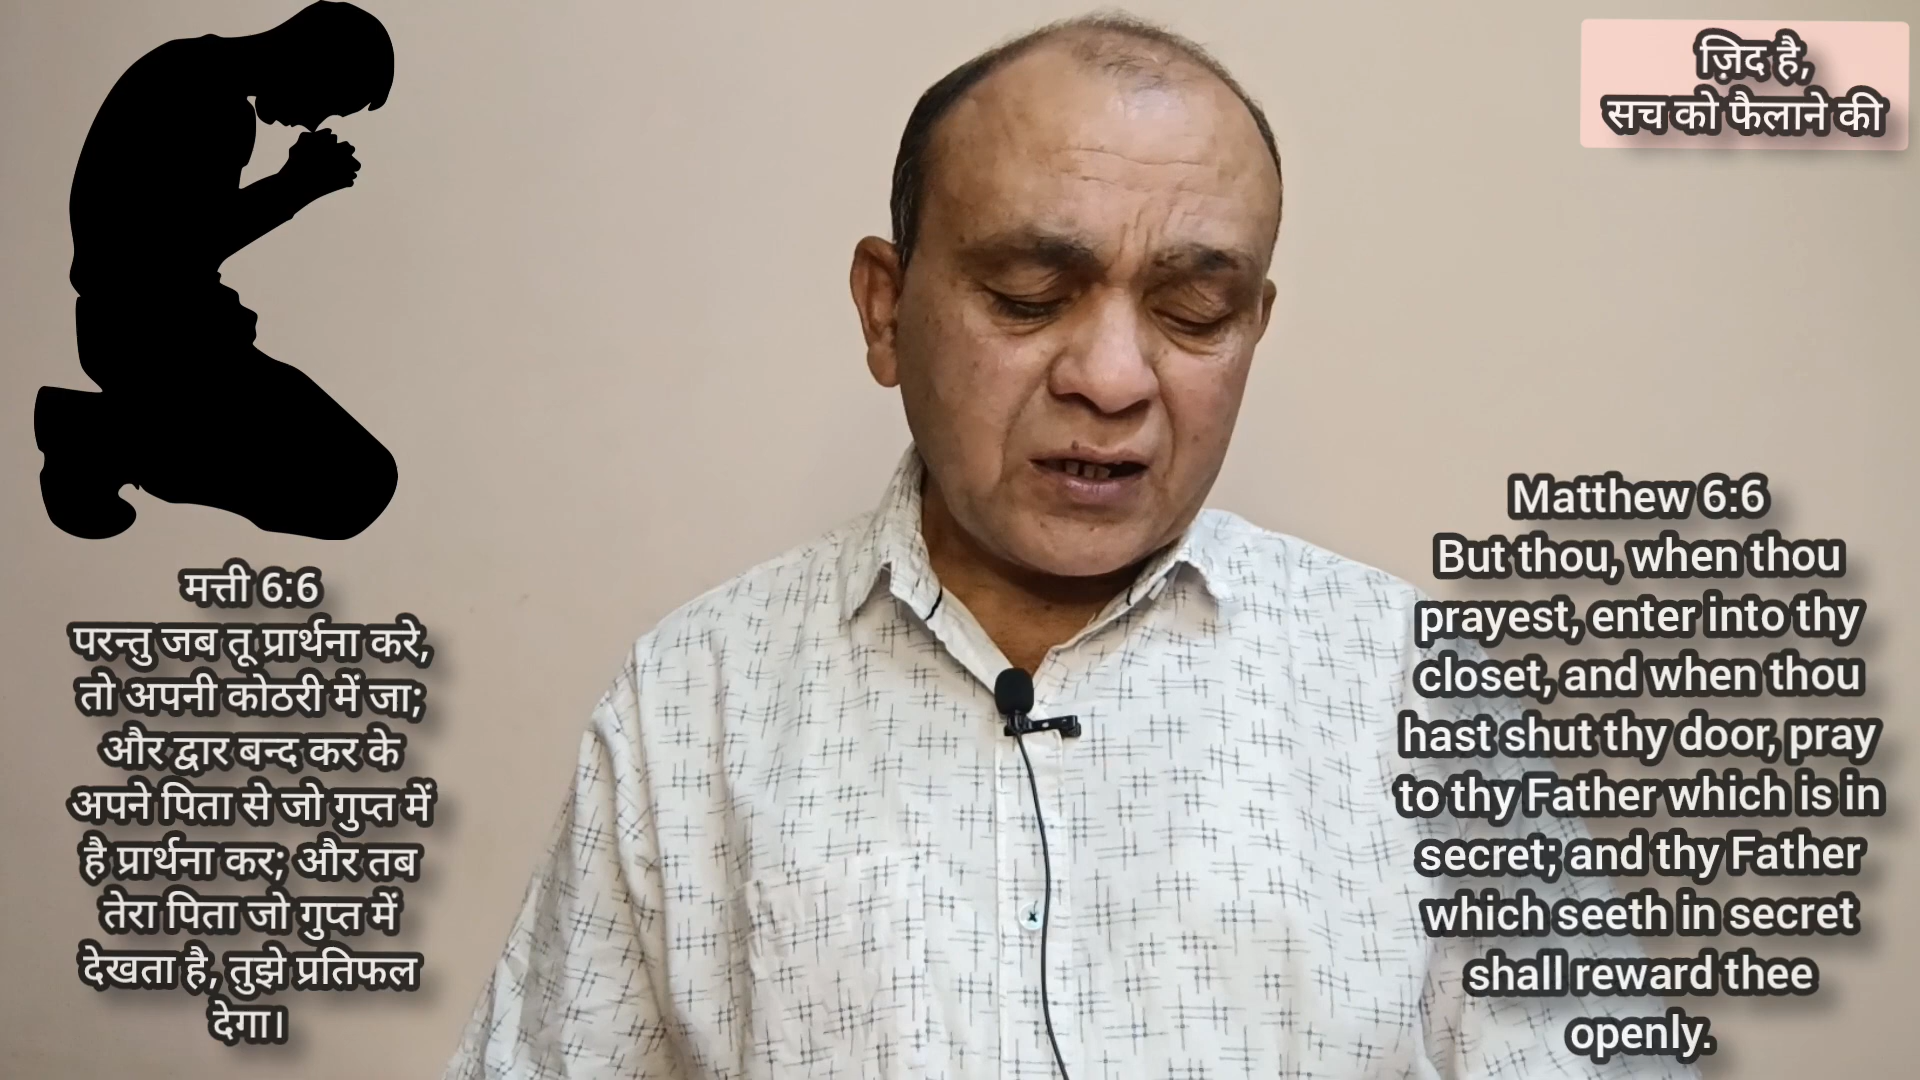 ज़िद है,
सच को फैलाने की
मत्ती 6:6
परन्तु जब तू प्रार्थना करे,
तो अपनी कोठरी में जा;
और द्वार बन्द कर के
अपने पिता से जो गुप्त में
है प्रार्थना कर; और तब
तेरा पिता जो गुप्त में
देखता है, तुझे प्रतिफल
देगा।
Matthew 6:6
But thou, when thou
prayest, enter into thy
closet, and when thou
hast shut thy door, pray
to thy Father which is in
secret; and thy Father
which seeth in secret
shall reward thee
openly.